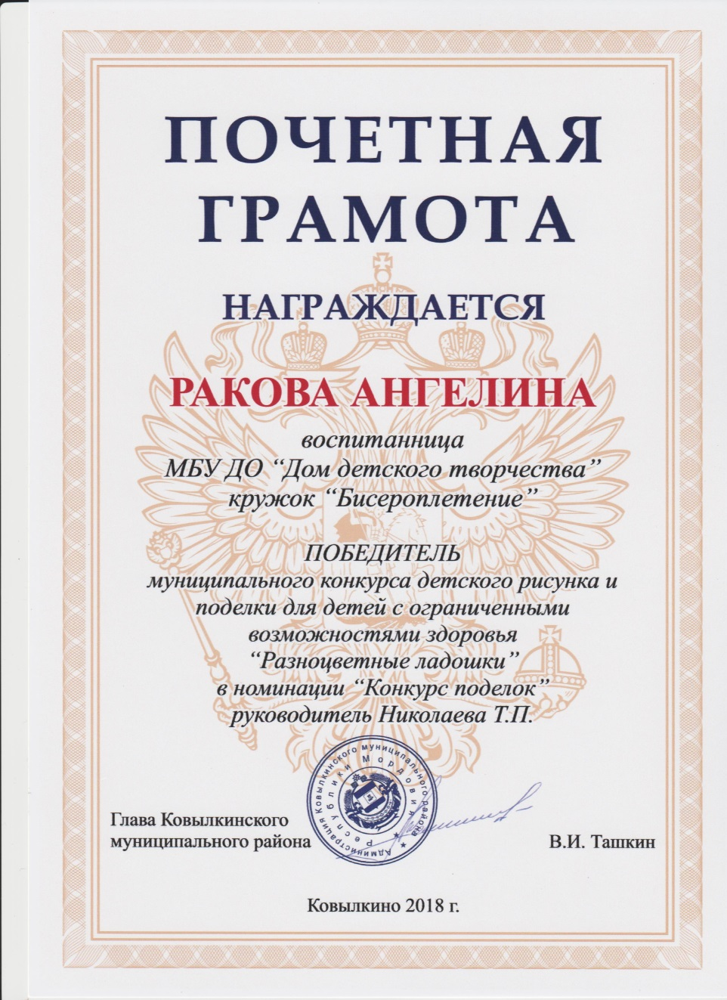 ПОЧЕТНАЯ
ГРАМОТА
НАГРАЖДАЕТСЯ
РАКОВА АНГЕЛИНА
воспитанница
МБУ ДО “Дом детского творчества”
кружок “Бисероплетение”
ПОБЕДИТЕЛЬ
муниципального конкурса детского рисунка и
поделки для детей с ограниченными
возможностями здоровья
“Разноцветные ладошки”
в номинации “Конкурс поделок”
руководитель Николаева Т.П.
Администрация Ковылкинского муниципального района
Республики Мордовия
Глава Ковылкинского
муниципального района
В.И. Ташкин
Ковылкино 2018 г.